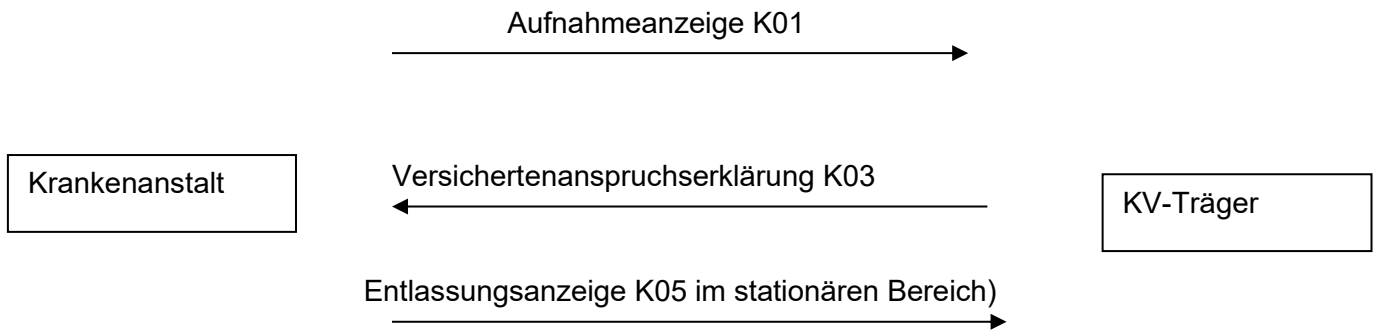 Aufnahmeanzeige K01
Krankenanstalt
Versichertenanspruchserklärung K03
KV-Träger
Entlassungsanzeige K05 im stationären Bereich)